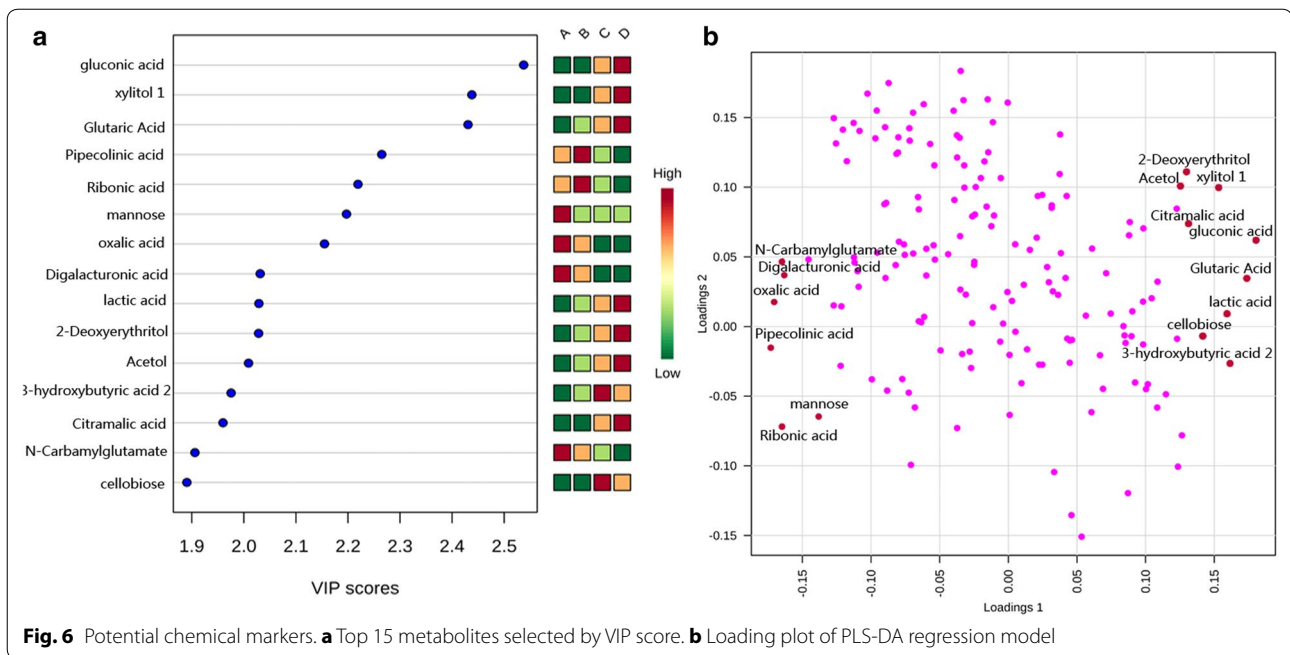 a
A B C D
gluconic acid
xylitol 1
Glutaric Acid
Pipecolinic acid
Ribonic acid
mannose
oxalic acid
Digalacturonic acid
lactic acid
2-Deoxyerythritol
Acetol
3-hydroxybutyric acid 2
Citramalic acid
N-Carbamylglutamate
cellobiose
1.9 2.0 2.1 2.2 2.3 2.4 2.5
VIP scores
High
Low
b
Loadings 2
0.15
0.10
0.05
0.00
-0.05
-0.10
-0.15
2-Deoxyerythritol
Acetol xylitol 1
Citramalic acid
gluconic acid
N-Carbamylglutamate
Digalacturonic acid
Glutaric Acid
oxalic acid
lactic acid
cellobiose
Pipecolinic acid
3-hydroxybutyric acid 2
mannose
Ribonic acid
-0.15 -0.10 -0.05 0.00 0.05 0.10 0.15
Loadings 1
Fig. 6 Potential chemical markers. a Top 15 metabolites selected by VIP score. b Loading plot of PLS-DA regression model